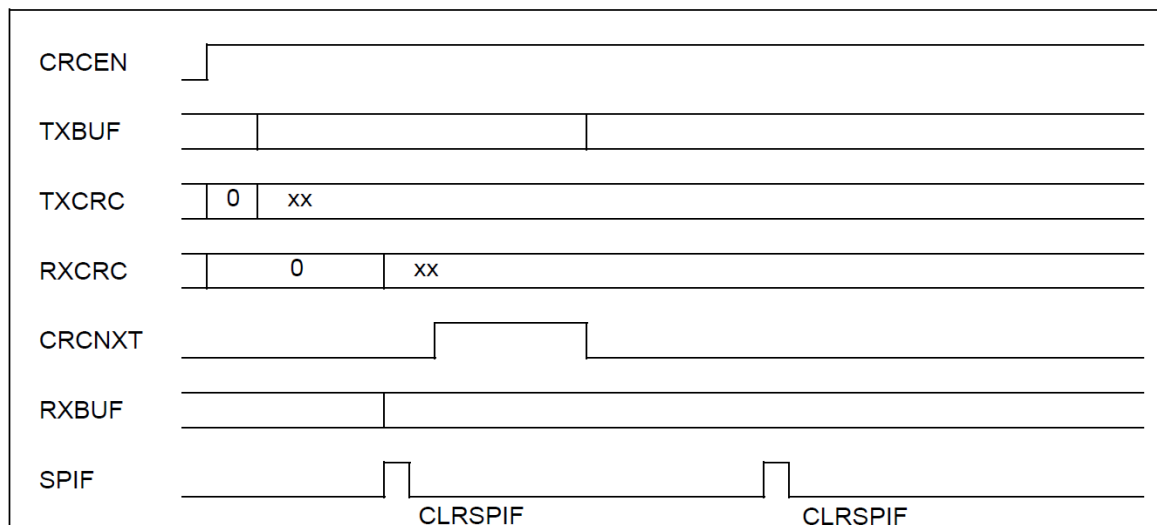 CRCEN
TXBUF
TXCRC 0 xx
RXCRC 0 xx
CRCNXT
RXBUF
SPIF
CLRSPIF CLRSPIF